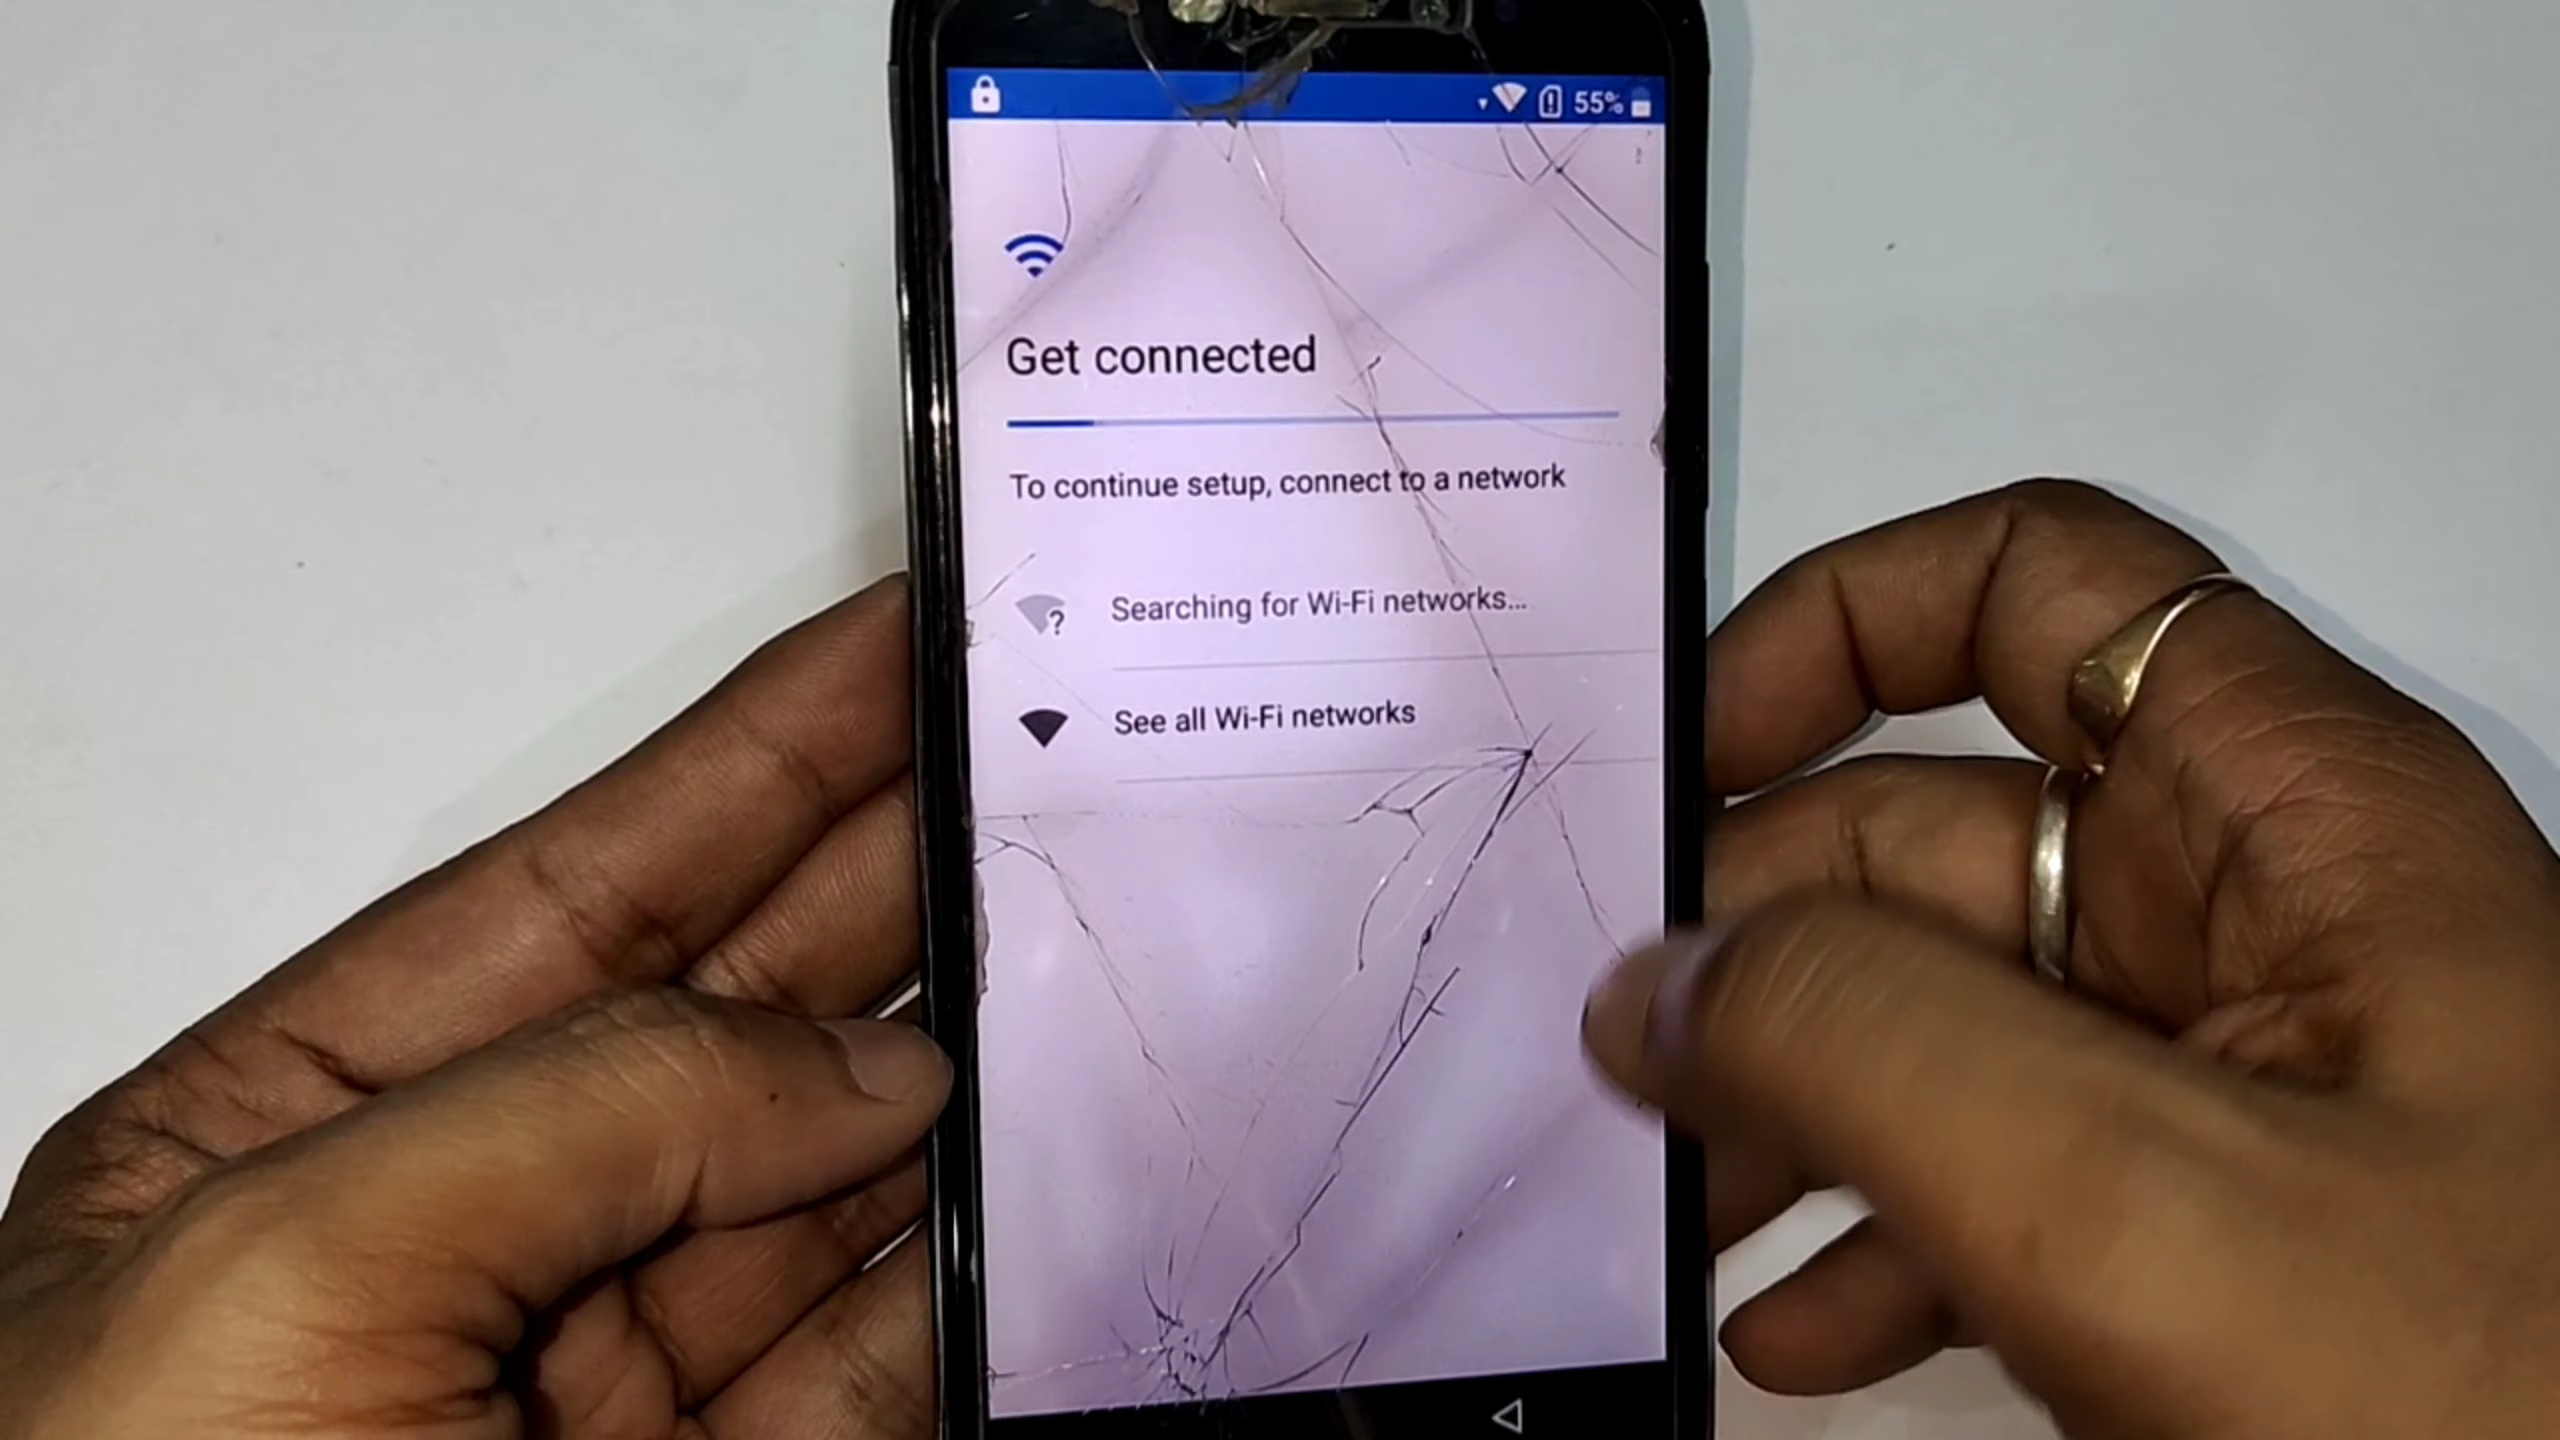 55%
Get connected
To continue setup, connect to a network
Searching for Wi-Fi networks...
See all Wi-Fi networks